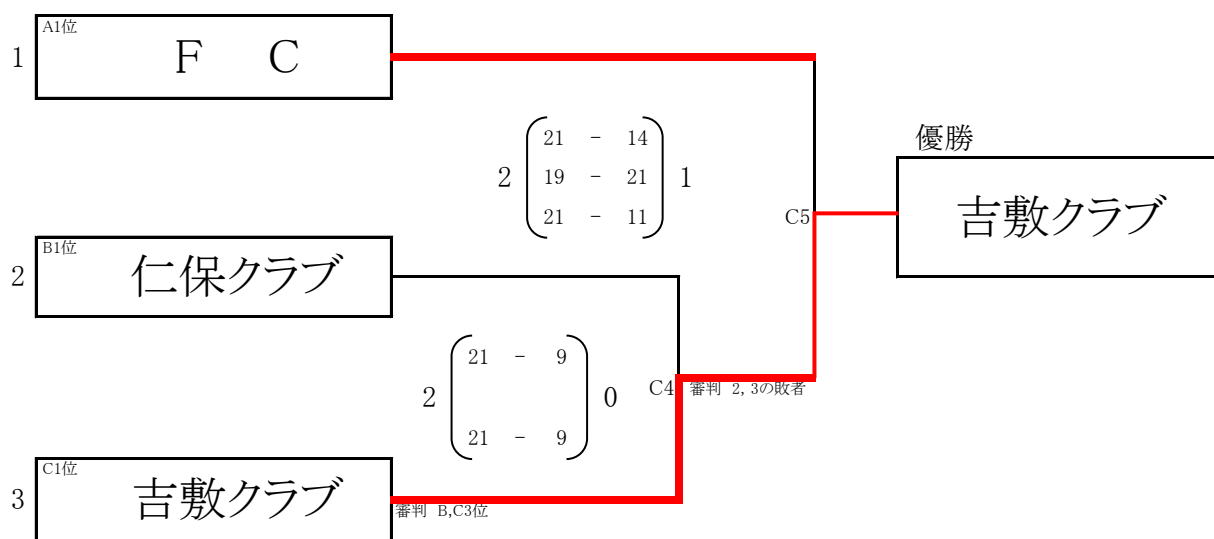 A1位
1
F C
優勝
吉敷クラブ
2
21 - 14
19 - 21
21 - 11
1
C5
B1位
2
仁保クラブ
2
21 - 9
21 - 9
0
C4
審判 2, 3の敗者
C1位
3
吉敷クラブ
審判 B,C3位